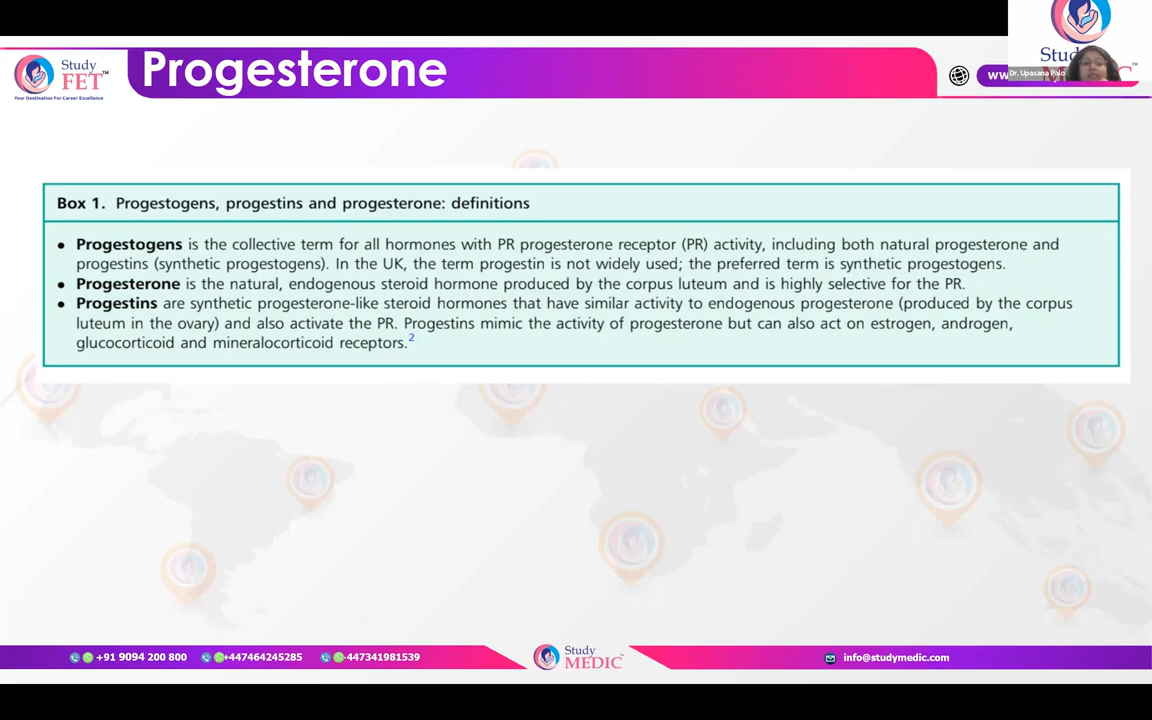 Progesterone
Study
FET™
Your Destination For Career Excellence
Stud
MEDIC™
ww
Dr. Upasana Palo
Box 1. Progestogens, progestins and progesterone: definitions
• Progestogens is the collective term for all hormones with PR progesterone receptor (PR) activity, including both natural progesterone and
progestins (synthetic progestogens). In the UK, the term progestin is not widely used; the preferred term is synthetic progestogens.
• Progesterone is the natural, endogenous steroid hormone produced by the corpus luteum and is highly selective for the PR.
• Progestins are synthetic progesterone-like steroid hormones that have similar activity to endogenous progesterone (produced by the corpus
luteum in the ovary) and also activate the PR. Progestins mimic the activity of progesterone but can also act on estrogen, androgen,
glucocorticoid and mineralocorticoid receptors.2
+91 9094 200 800
+447464245285
-447341981539
Study
MEDIC™
info@studymedic.com